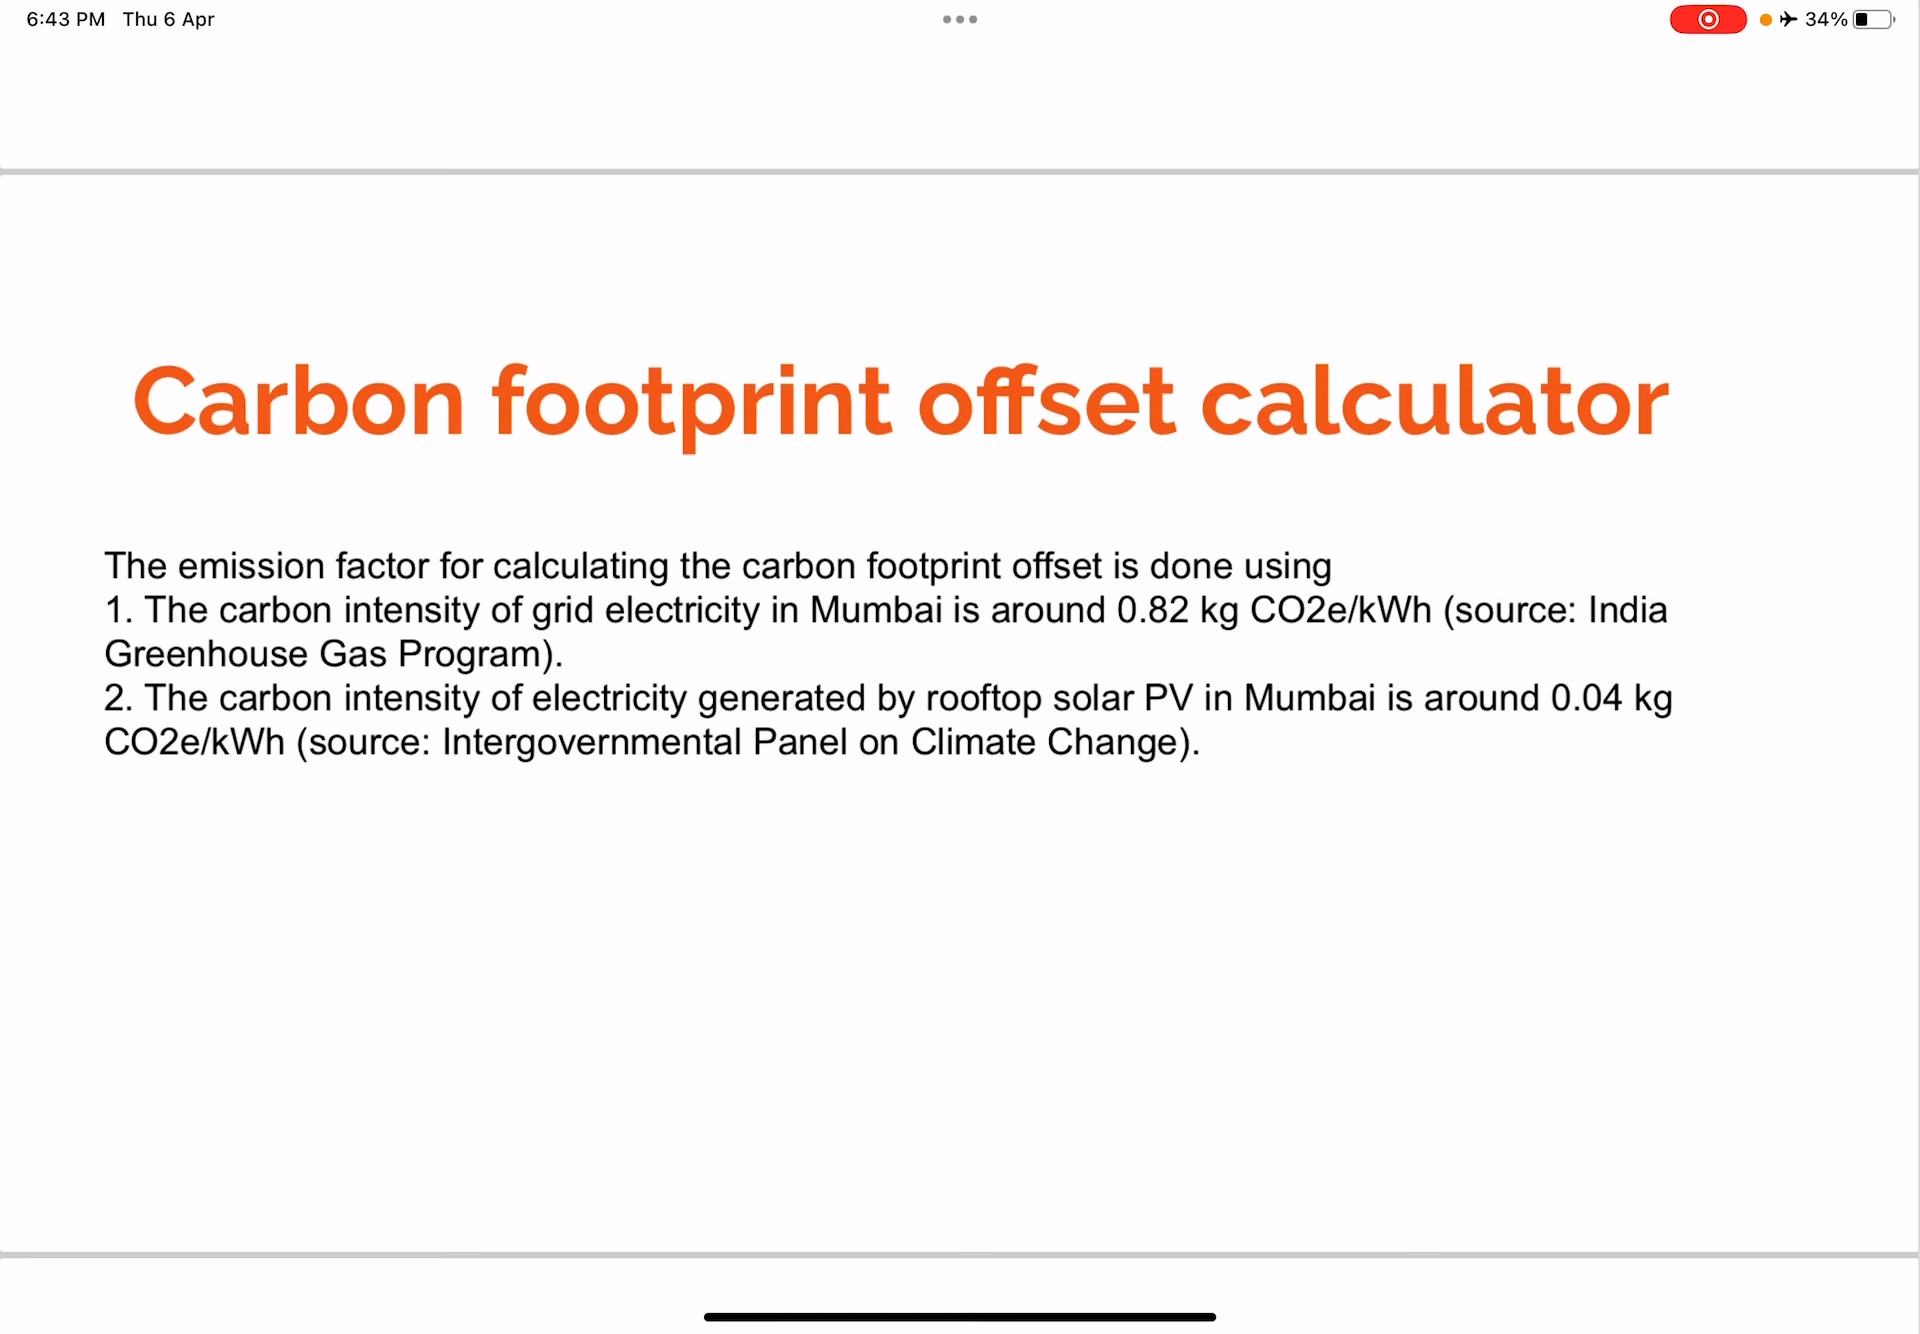 6:43 PM Thu 6 Apr
34%
Carbon footprint offset calculator
The emission factor for calculating the carbon footprint offset is done using
1. The carbon intensity of grid electricity in Mumbai is around 0.82 kg CO2e/kWh (source: India
Greenhouse Gas Program).
2. The carbon intensity of electricity generated by rooftop solar PV in Mumbai is around 0.04 kg
CO2e/kWh (source: Intergovernmental Panel on Climate Change).